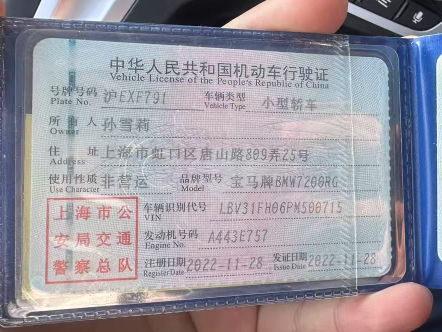 中华人民共和国机动车行驶证
Vehicle License of the People's Republic of China
号牌号码 Plate No. 沪EXF791 车辆类型 Vehicle Type 小型轿车
所有人 Owner 孙雪莉
住址 Address 上海市虹口区唐山路809弄25号
使用性质 Use Character 非营运 品牌型号 Model 宝马牌BMW7200RG
车辆识别代号 VIN LBV31FH06PMS00715
发动机号码 Engine No. A443E757
注册日期 Register Date 2022-11-28 发证日期 Issue Date 2022-11-28
上海市公
安局交通
警察总队